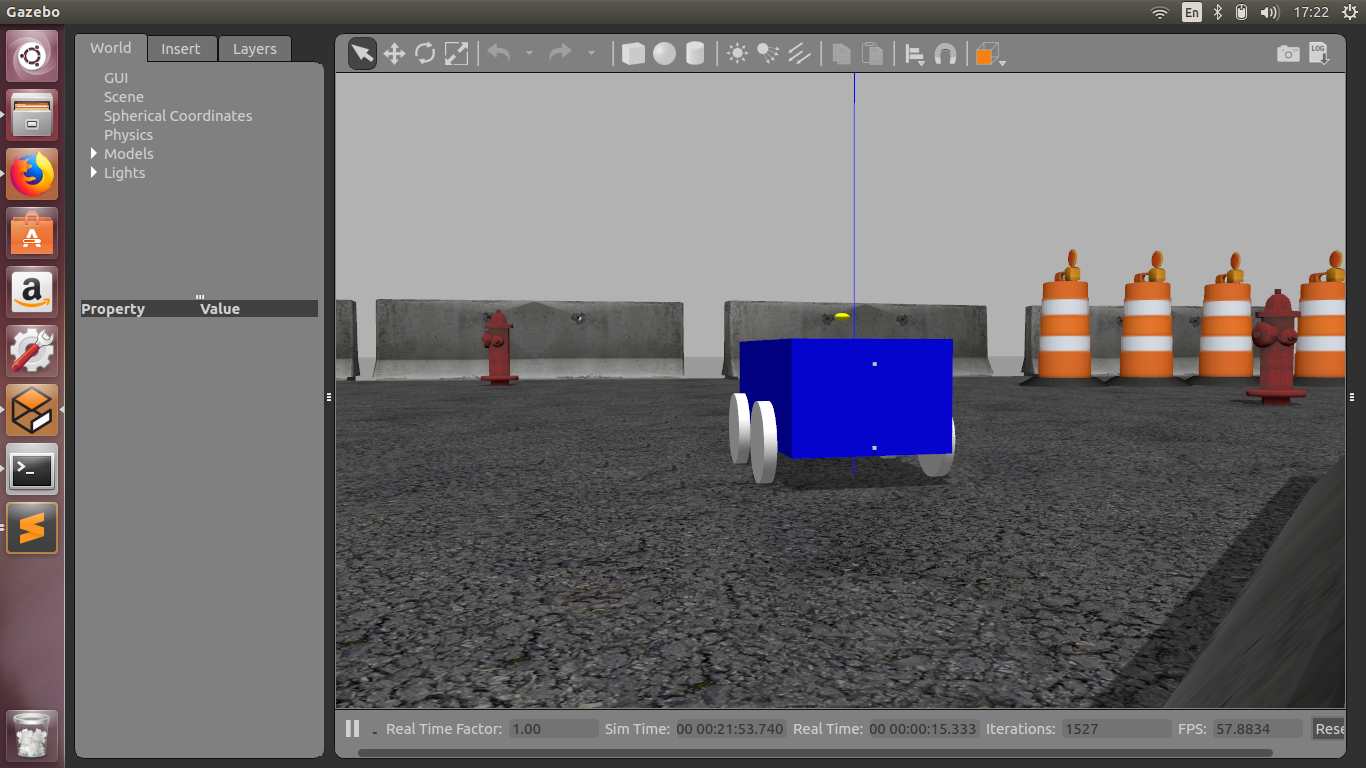 Gazebo
En
17:22
World
Insert
Layers
GUI
Scene
Spherical Coordinates
Physics
Models
Lights
Property Value
LOG
Real Time Factor: 1.00 Sim Time: 00 00:21:53.740 Real Time: 00 00:00:15.333 Iterations: 1527 FPS: 57.8834 Rese